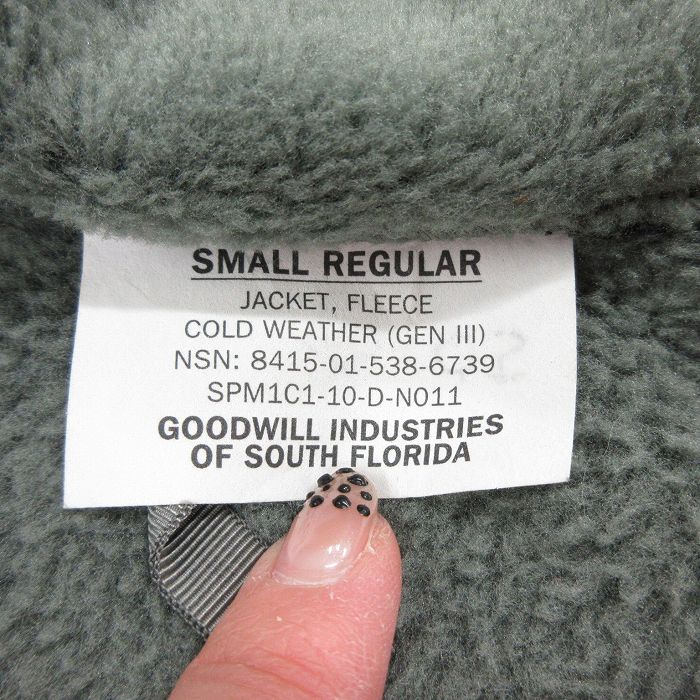 SMALL REGULAR
JACKET, FLEECE
COLD WEATHER (GEN III)
NSN: 8415-01-538-6739
SPM1C1-10-D-N011
GOODWILL INDUSTRIES
OF SOUTH FLORIDA